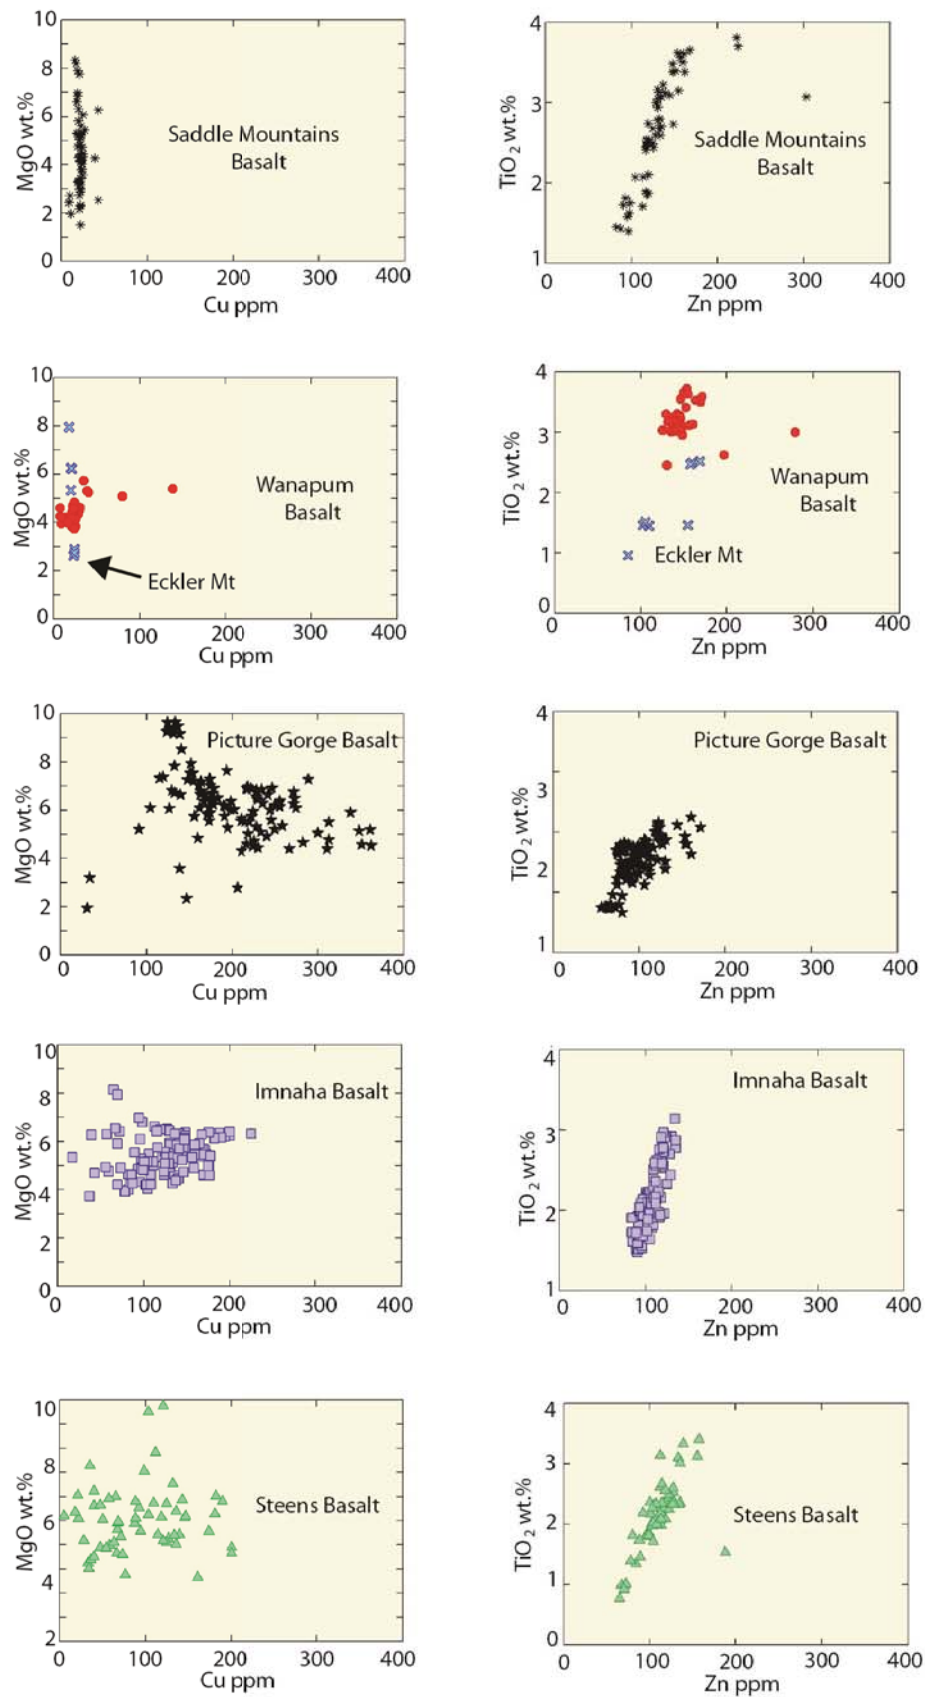 10
8
6
4
2
0
MgO wt.%
Saddle Mountains
Basalt
0 100 200 300 400
Cu ppm
4
3
2
1
TiO2 wt.%
Saddle Mountains
Basalt
0 100 200 300 400
Zn ppm
10
8
6
4
2
0
MgO wt.%
Wanapum
Basalt
Eckler Mt
0 100 200 300 400
Cu ppm
4
3
2
1
0
TiO2 wt.%
Wanapum
Basalt
Eckler Mt
0 100 200 300 400
Zn ppm
10
8
6
4
2
0
MgO wt.%
Picture Gorge Basalt
0 100 200 300 400
Cu ppm
4
2
2
1
TiO2 wt.%
Picture Gorge Basalt
0 100 200 300 400
Zn ppm
10
8
6
4
2
0
MgO wt.%
Imnaha Basalt
0 100 200 300 400
Cu ppm
4
3
2
1
TiO2 wt.%
Imnaha Basalt
0 100 200 300 400
Zn ppm
10
8
6
4
2
MgO wt.%
Steens Basalt
0 100 200 300 400
Cu ppm
4
3
2
1
0
TiO2 wt.%
Steens Basalt
0 100 200 300 400
Zn ppm